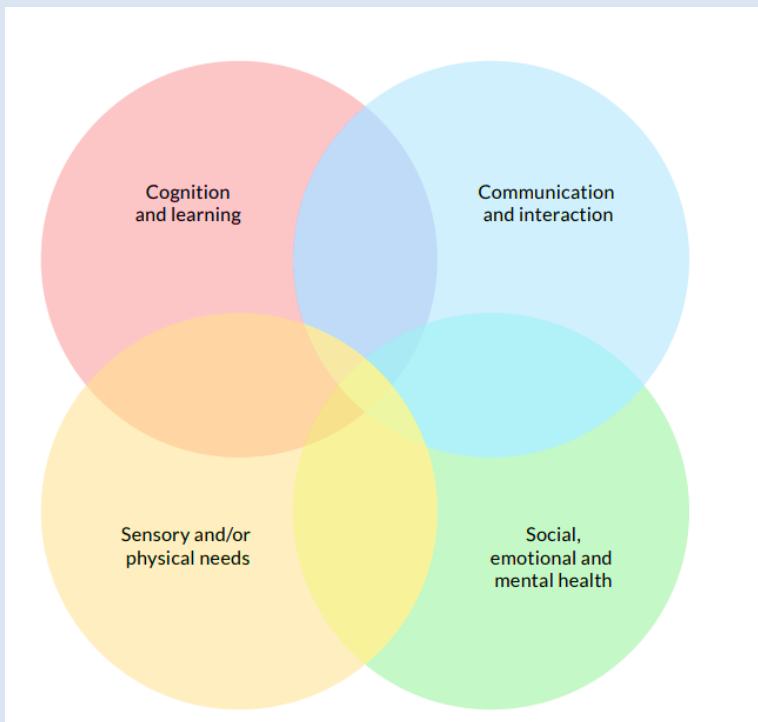 Cognition
and learning
Communication
and interaction
Sensory and/or
physical needs
Social,
emotional and
mental health